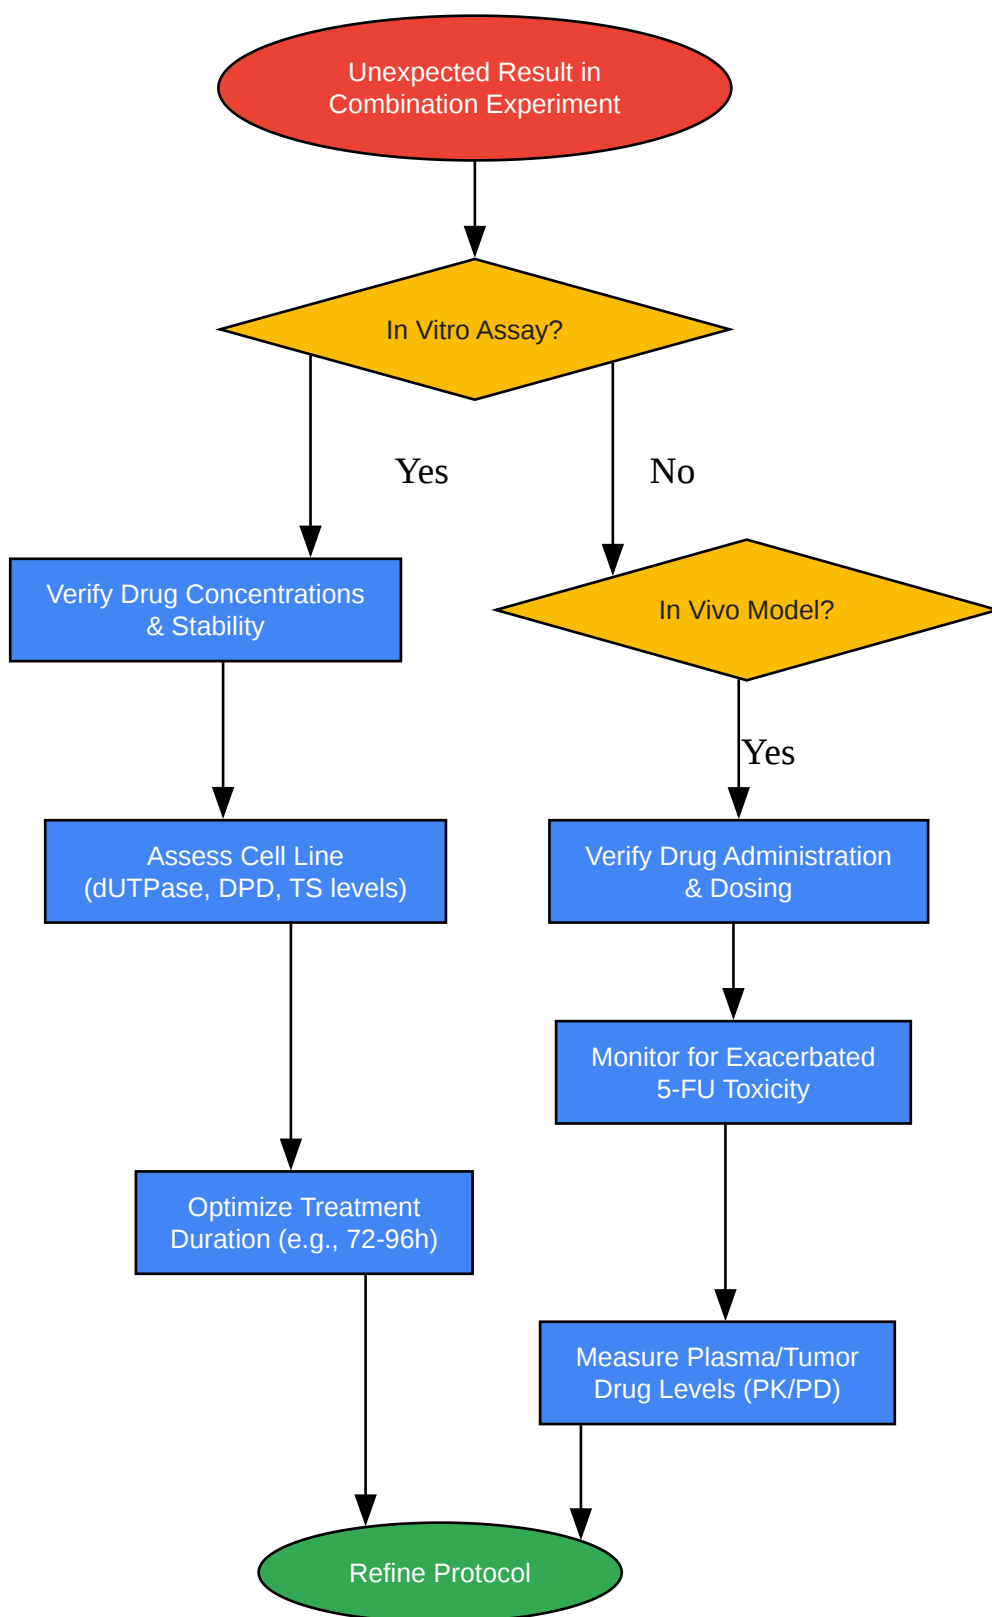 Unexpected Result in
Combination Experiment
In Vitro Assay?
Yes
No
Verify Drug Concentrations
& Stability
In Vivo Model?
Yes
Assess Cell Line
(dUTPase, DPD, TS levels)
Verify Drug Administration
& Dosing
Monitor for Exacerbated
5-FU Toxicity
Optimize Treatment
Duration (e.g., 72-96h)
Measure Plasma/Tumor
Drug Levels (PK/PD)
Refine Protocol